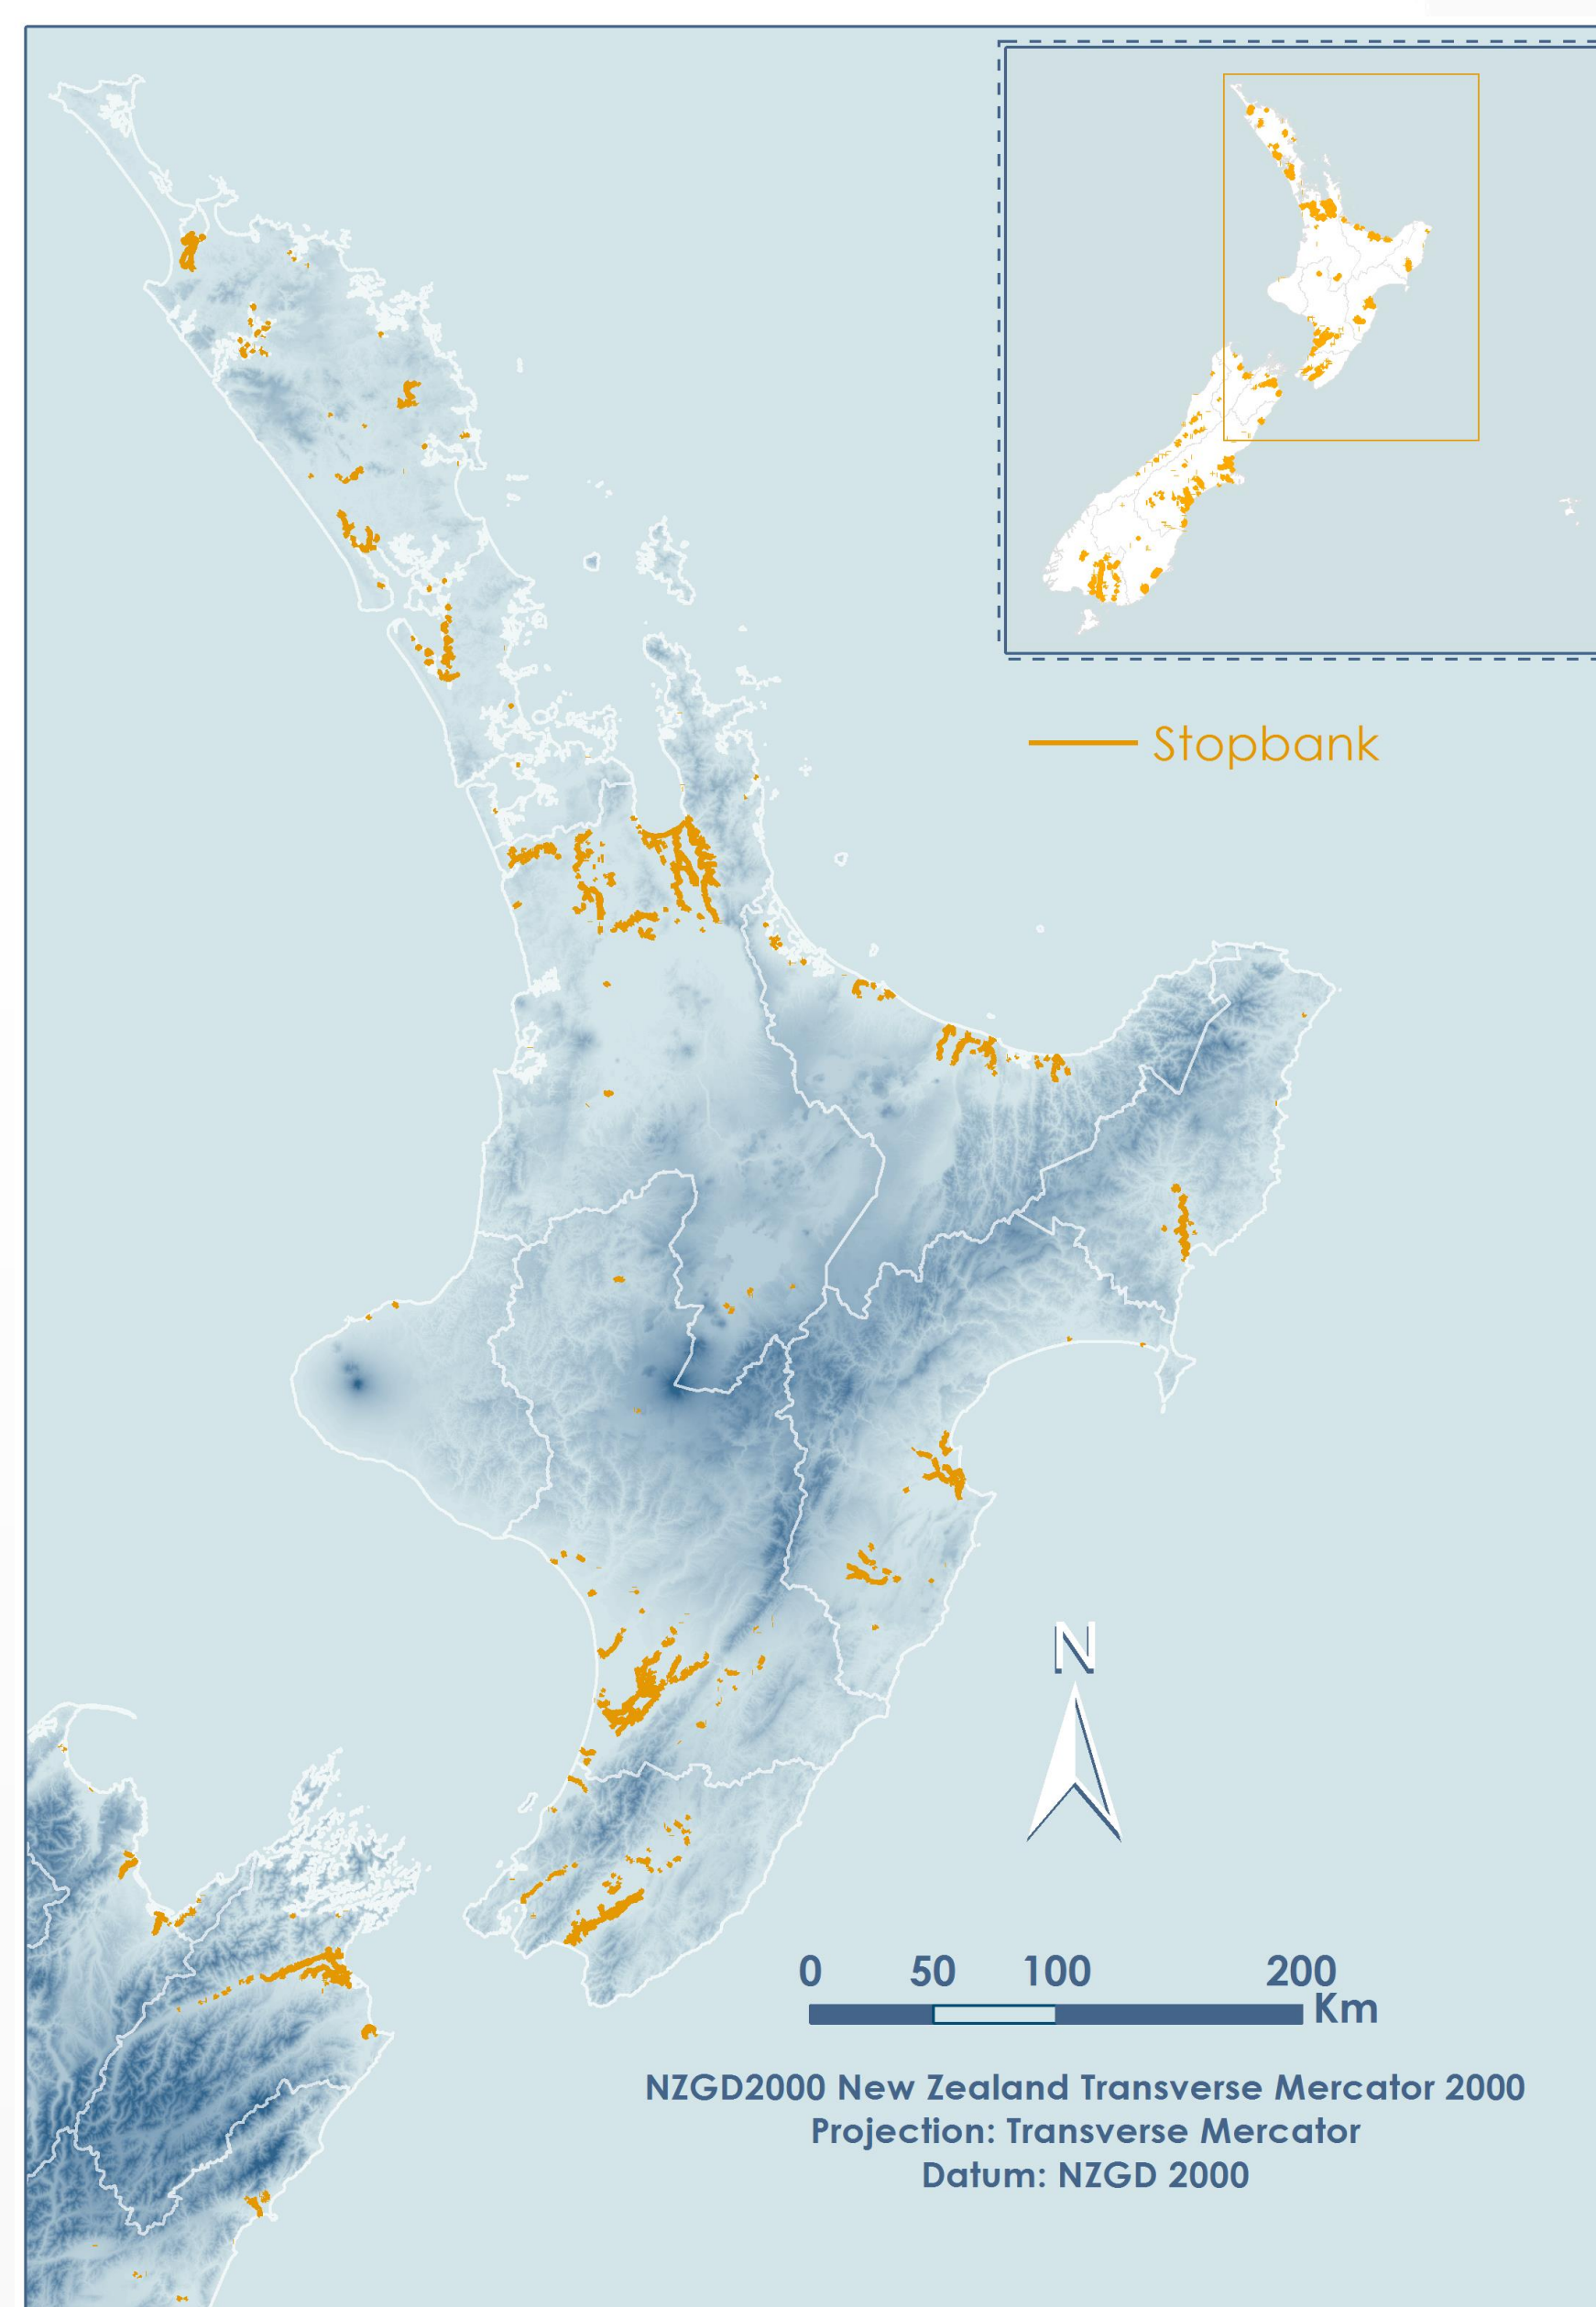 Stopbank
N
0 50 100 200
Km
NZGD2000 New Zealand Transverse Mercator 2000
Projection: Transverse Mercator
Datum: NZGD 2000